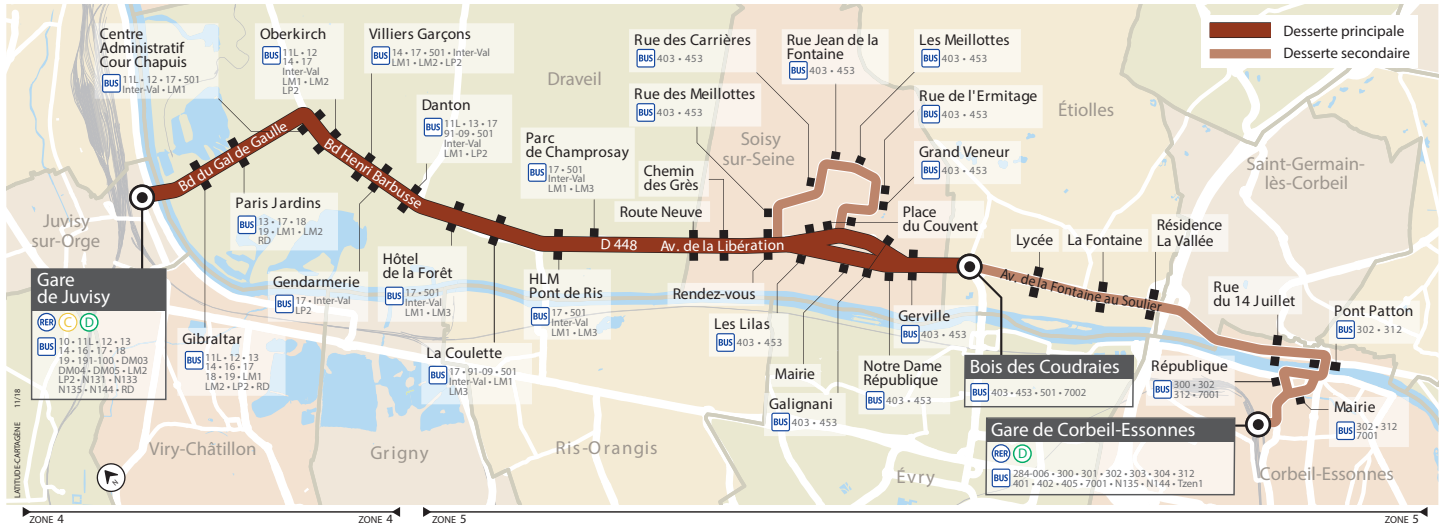 Centre
Administratif
Cour Chapuis
BUS 11L • 12 • 17 • 501
Inter-Val • LM1
Oberkirch
BUS 11L • 12
14 • 17
Inter-Val
LM1 • LM2
LP2
Villiers Garçons
BUS 14 • 17 • 501 • Inter-Val
LM1 • LM2 • LP2
Danton
BUS 11L • 13 • 17
91-09 • 501
Inter-Val
LM1 • LP2
Draveil
Parc
de Champrosay
BUS 17 • 501
Inter-Val
LM1 • LM3
Rue des Carrières
BUS 403 • 453
Rue des Meillottes
BUS 403 • 453
Rue Jean de la
Fontaine
BUS 403 • 453
Les Meillottes
BUS 403 • 453
Rue de l'Ermitage
BUS 403 • 453
Grand Veneur
BUS 403 • 453
Desserte principale
Desserte secondaire
Étiolles
Soisy
sur-Seine
Saint-Germain-
lès-Corbeil
Chemin
des Grès
Route Neuve
Place
du Couvent
Bd du Gal de Gaulle
Bd Henri Barbusse
D 448
Av. de la Libération
Av. de la Fontaine au Soulier
Lycée
La Fontaine
Résidence
La Vallée
Rue
du 14 Juillet
Pont Patton
BUS 302 • 312
Juvisy
sur-Orge
Gare
de Juvisy
RER C D
BUS 10 • 11L • 12 • 13
14 • 16 • 17 • 18
19 • 191-100 • DM03
DM04 • DM05 • LM2
LP2 • N131 • N133
N135 • N144 • RD
Paris Jardins
BUS 13 • 17 • 18
19 • LM1 • LM2
RD
Gibraltar
BUS 11L • 12 • 13
14 • 16 • 17
18 • 19 • LM1
LM2 • LP2 • RD
Gendarmerie
BUS 17 • Inter-Val
LP2
Hôtel
de la Forêt
BUS 17 • 501
Inter-Val
LM1 • LM3
La Coulette
BUS 17 • 91-09 • 501
Inter-Val • LM1
LM3
HLM
Pont de Ris
BUS 17 • 501
Inter-Val
LM1 • LM3
Rendez-vous
Les Lilas
BUS 403 • 453
Mairie
Galignani
BUS 403 • 453
Notre Dame
République
BUS 403 • 453
Gerville
BUS 403 • 453
Bois des Coudraies
BUS 403 • 453 • 501 • 7002
République
BUS 300 • 302
312 • 7001
Mairie
BUS 302 • 312
7001
Gare de Corbeil-Essonnes
RER D
BUS 284-006 • 300 • 301 • 302 • 303 • 304 • 312
401 • 402 • 405 • 7001 • N135 • N144 • Tzen1
Viry-Châtillon
Grigny
Ris-Orangis
Évry
Corbeil-Essonnes
LATITUDE-CARTAGÈNE 11/18
N
ZONE 4
ZONE 4
ZONE 5
ZONE 5